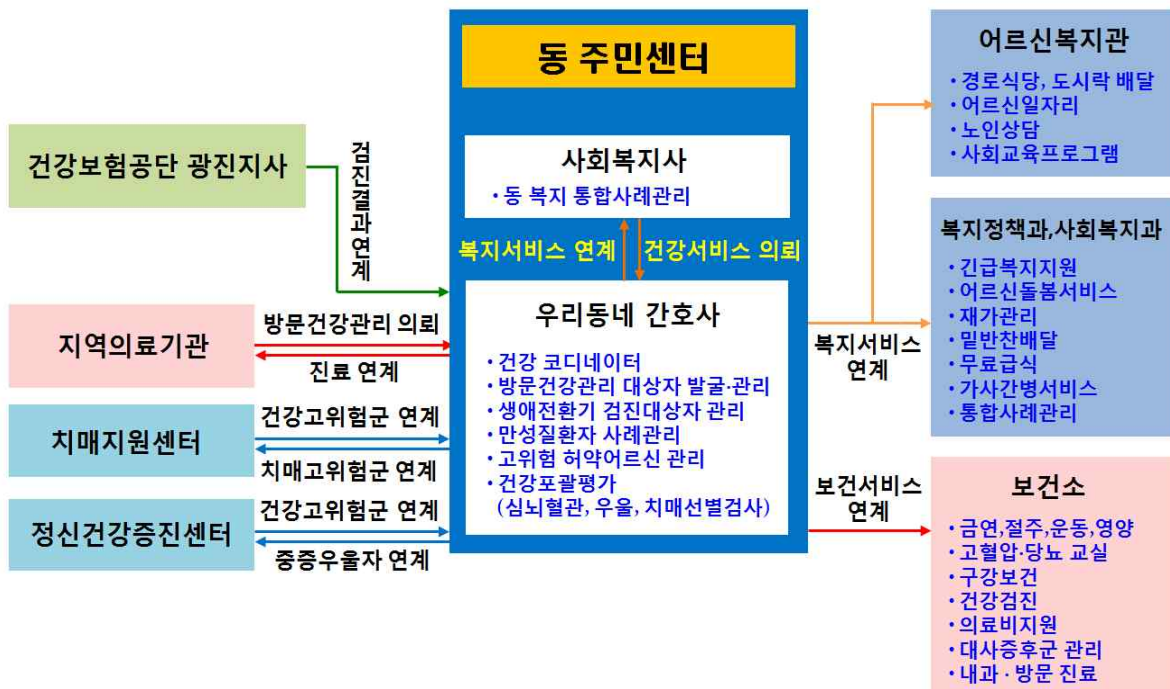 동 주민센터
사회복지사
• 동 복지 통합사례관리
복지서비스 연계
건강서비스 의뢰
우리동네 간호사
• 건강 코디네이터
• 방문건강관리 대상자 발굴·관리
• 생애전환기 검진대상자 관리
• 만성질환자 사례관리
• 고위험 허약어르신 관리
• 건강포괄평가
(심뇌혈관, 우울, 치매선별검사)
건강보험공단 광진지사
검진결과연계
지역의료기관
방문건강관리 의뢰
진료 연계
치매지원센터
건강고위험군 연계
치매고위험군 연계
정신건강증진센터
건강고위험군 연계
중증우울자 연계
복지서비스
연계
보건서비스
연계
어르신복지관
• 경로식당, 도시락 배달
• 어르신일자리
• 노인상담
• 사회교육프로그램
복지정책과,사회복지과
• 긴급복지지원
• 어르신돌봄서비스
• 재가관리
• 밑반찬배달
• 무료급식
• 가사간병서비스
• 통합사례관리
보건소
• 금연,절주,운동,영양
• 고혈압·당뇨 교실
• 구강보건
• 건강검진
• 의료비지원
• 대사증후군 관리
• 내과 · 방문 진료